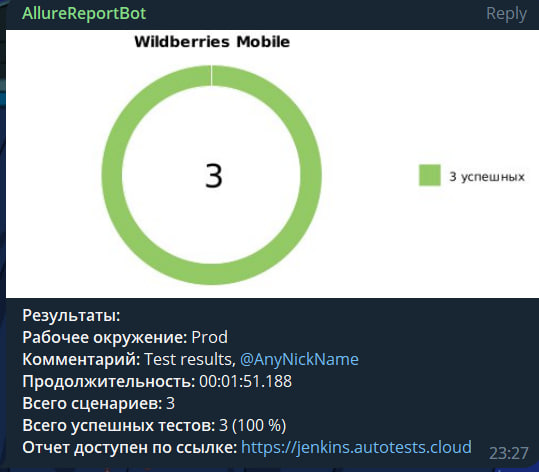 AllureReportBot Reply
Wildberries Mobile
3
3 успешных
Результаты:
Рабочее окружение: Prod
Комментарий: Test results, @AnyNickName
Продолжительность: 00:01:51.188
Всего сценариев: 3
Всего успешных тестов: 3 (100 %)
Отчет доступен по ссылке: https://jenkins.autotests.cloud 23:27